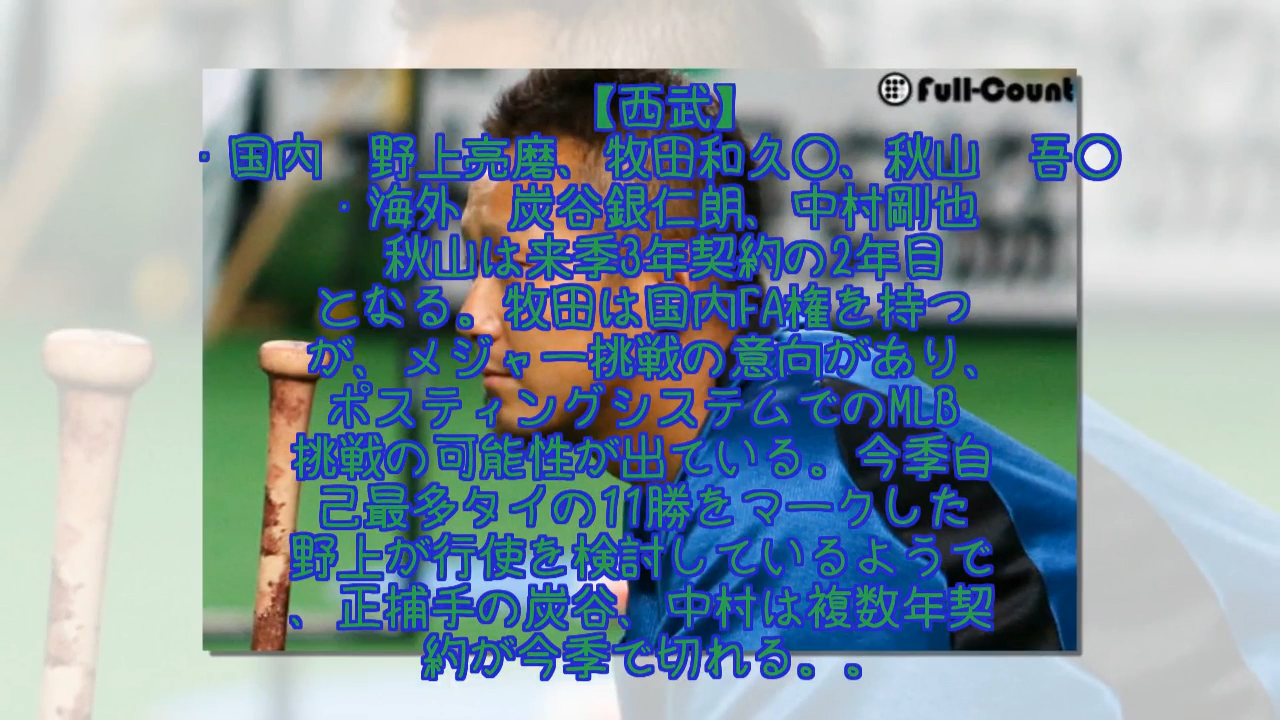 Full-Count
【西武】
・国内　野上亮磨、牧田和久〇、秋山　吾〇
・海外　炭谷銀仁朗、中村剛也
秋山は来季3年契約の2年目
となる。牧田は国内FA権を持つ
が、メジャー挑戦の意向があり、
ポスティングシステムでのMLB
挑戦の可能性が出ている。今季自
己最多タイの11勝をマークした
野上が行使を検討しているようで
、正捕手の炭谷、中村は複数年契
約が今季で切れる。。